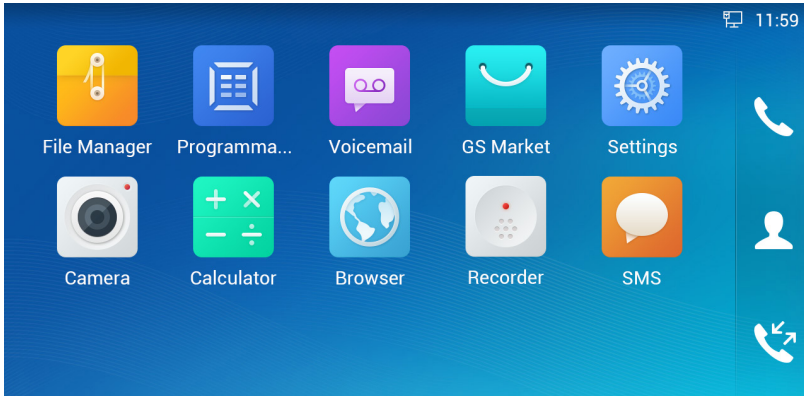 11:59
File Manager
Programma...
Voicemail
GS Market
Settings
Camera
Calculator
Browser
Recorder
SMS